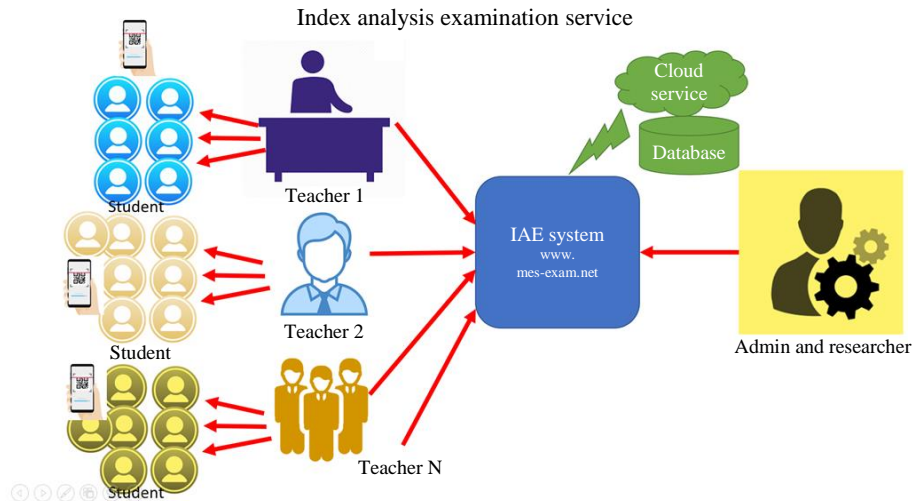 Index analysis examination service
Cloud
service
Database
Student
Teacher 1
IAE system
www.
mes-exam.net
Student
Teacher 2
Admin and researcher
Student
Teacher N